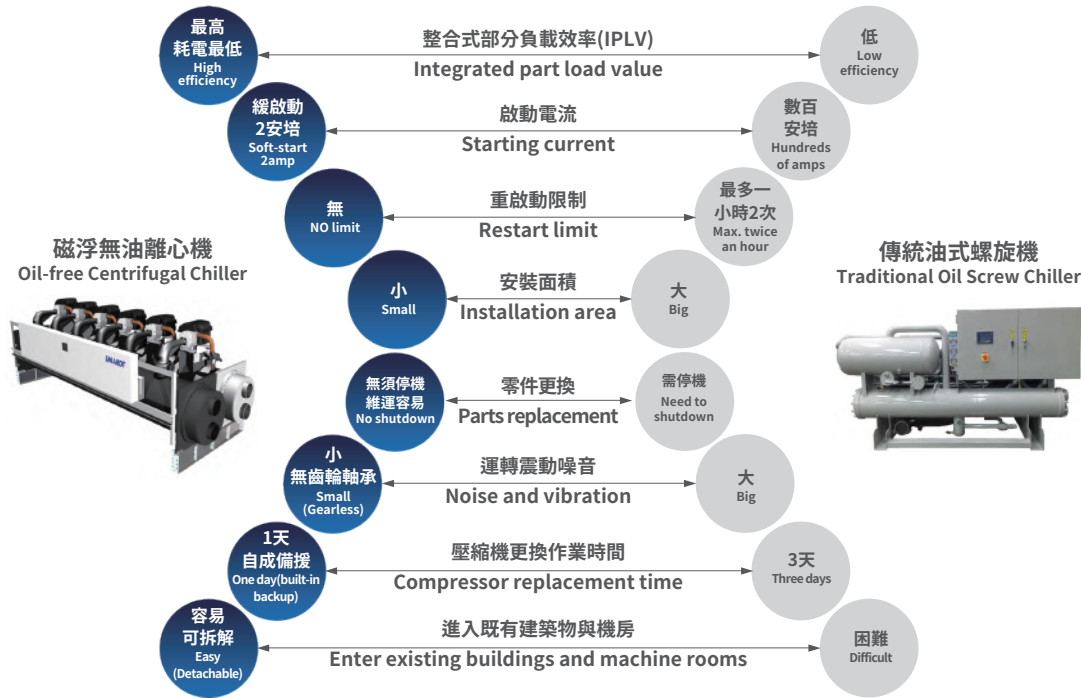 最高
耗電最低
High
efficiency
整合式部分負載效率(IPLV)
Integrated part load value
低
Low
efficiency
緩啟動
2安培
Soft-start
2amp
啟動電流
Starting current
數百
安培
Hundreds
of amps
無
NO limit
重啟動限制
Restart limit
最多一
小時2次
Max. twice
an hour
磁浮無油離心機
Oil-free Centrifugal Chiller
傳統油式螺旋機
Traditional Oil Screw Chiller
小
Small
安裝面積
Installation area
大
Big
SMARDT
無須停機
維運容易
No shutdown
零件更換
Parts replacement
需停機
Need to
shutdown
小
無齒輪軸承
Small
(Gearless)
運轉震動噪音
Noise and vibration
大
Big
1天
自成備援
One day(built-in
backup)
壓縮機更換作業時間
Compressor replacement time
3天
Three days
容易
可拆解
Easy
(Detachable)
進入既有建築物與機房
Enter existing buildings and machine rooms
困難
Difficult